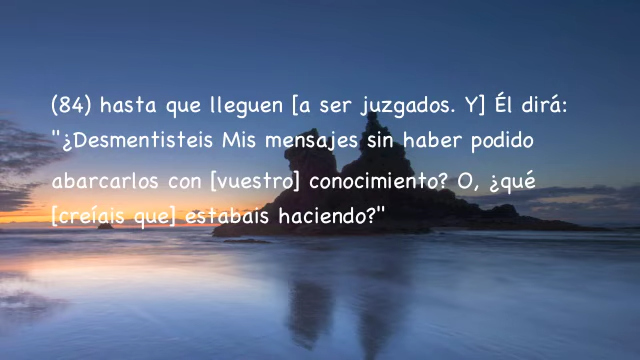 (84) hasta que lleguen [a ser juzgados. Y] Él dirá:
"¿Desmentisteis Mis mensajes sin haber podido
abarcarlos con [vuestro] conocimiento? O, ¿qué
[creíais que] estabais haciendo?"